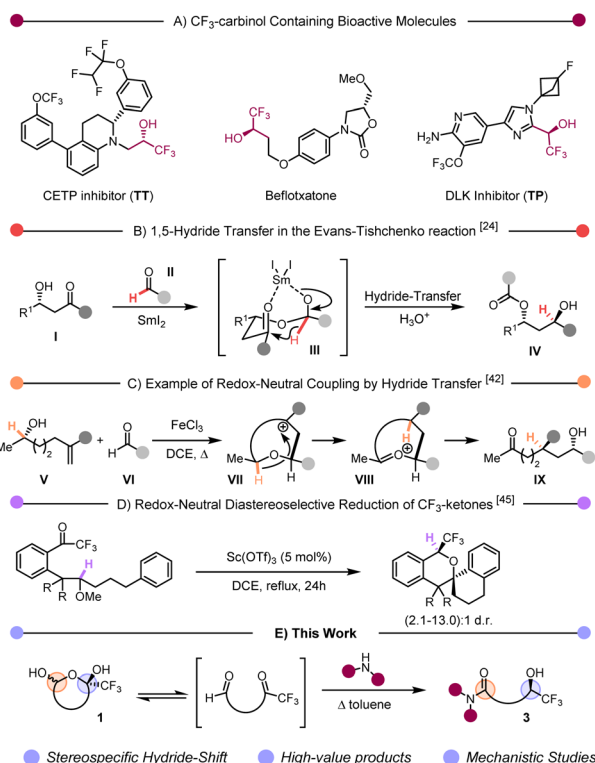 A) CF3-carbinol Containing Bioactive Molecules
F
F
F
F
O
OCF3
N
OH
CF3
CETP inhibitor (TT)
MeO
CF3
HO
O
N
O
O
Beflotxatone
F
N
N
N
H2N
F3CO
OH
CF3
DLK Inhibitor (TP)
B) 1,5-Hydride Transfer in the Evans-Tishchenko reaction [24]
OH O
R1
I
O II
H
SmI2
I I
Sm
O O
R1 O
H
III
Hydride-Transfer
H3O+
O
O H OH
R1
IV
C) Example of Redox-Neutral Coupling by Hydride Transfer [42]
H OH
Me ( )2
V
+
O
H
VI
FeCl3
DCE, Δ
Me O H
H
VII
H
Me O H
VIII
O H OH
Me ( )2
IX
D) Redox-Neutral Diastereoselective Reduction of CF3-ketones [45]
O
CF3
H
R
R OMe
Sc(OTf)3 (5 mol%)
DCE, reflux, 24h
H CF3
O
R R
(2.1-13.0):1 d.r.
E) This Work
HO O OH
CF3
1
O O
H CF3
H
N
Δ toluene
O OH
N CF3
3
Stereospecific Hydride-Shift High-value products Mechanistic Studies